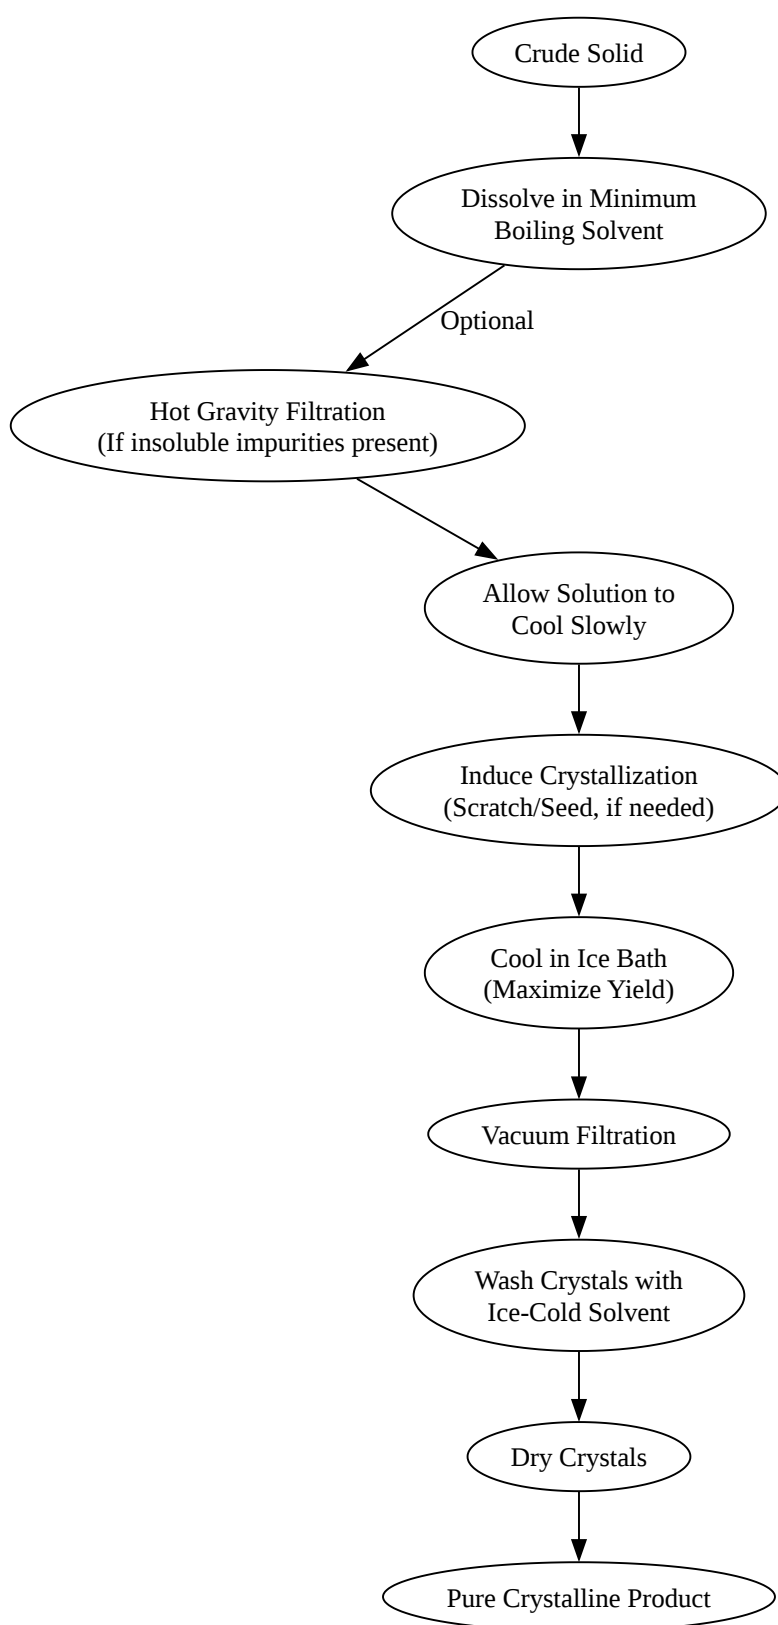 Crude Solid
Dissolve in Minimum
Boiling Solvent
Optional
Hot Gravity Filtration
(If insoluble impurities present)
Allow Solution to
Cool Slowly
Induce Crystallization
(Scratch/Seed, if needed)
Cool in Ice Bath
(Maximize Yield)
Vacuum Filtration
Wash Crystals with
Ice-Cold Solvent
Dry Crystals
Pure Crystalline Product